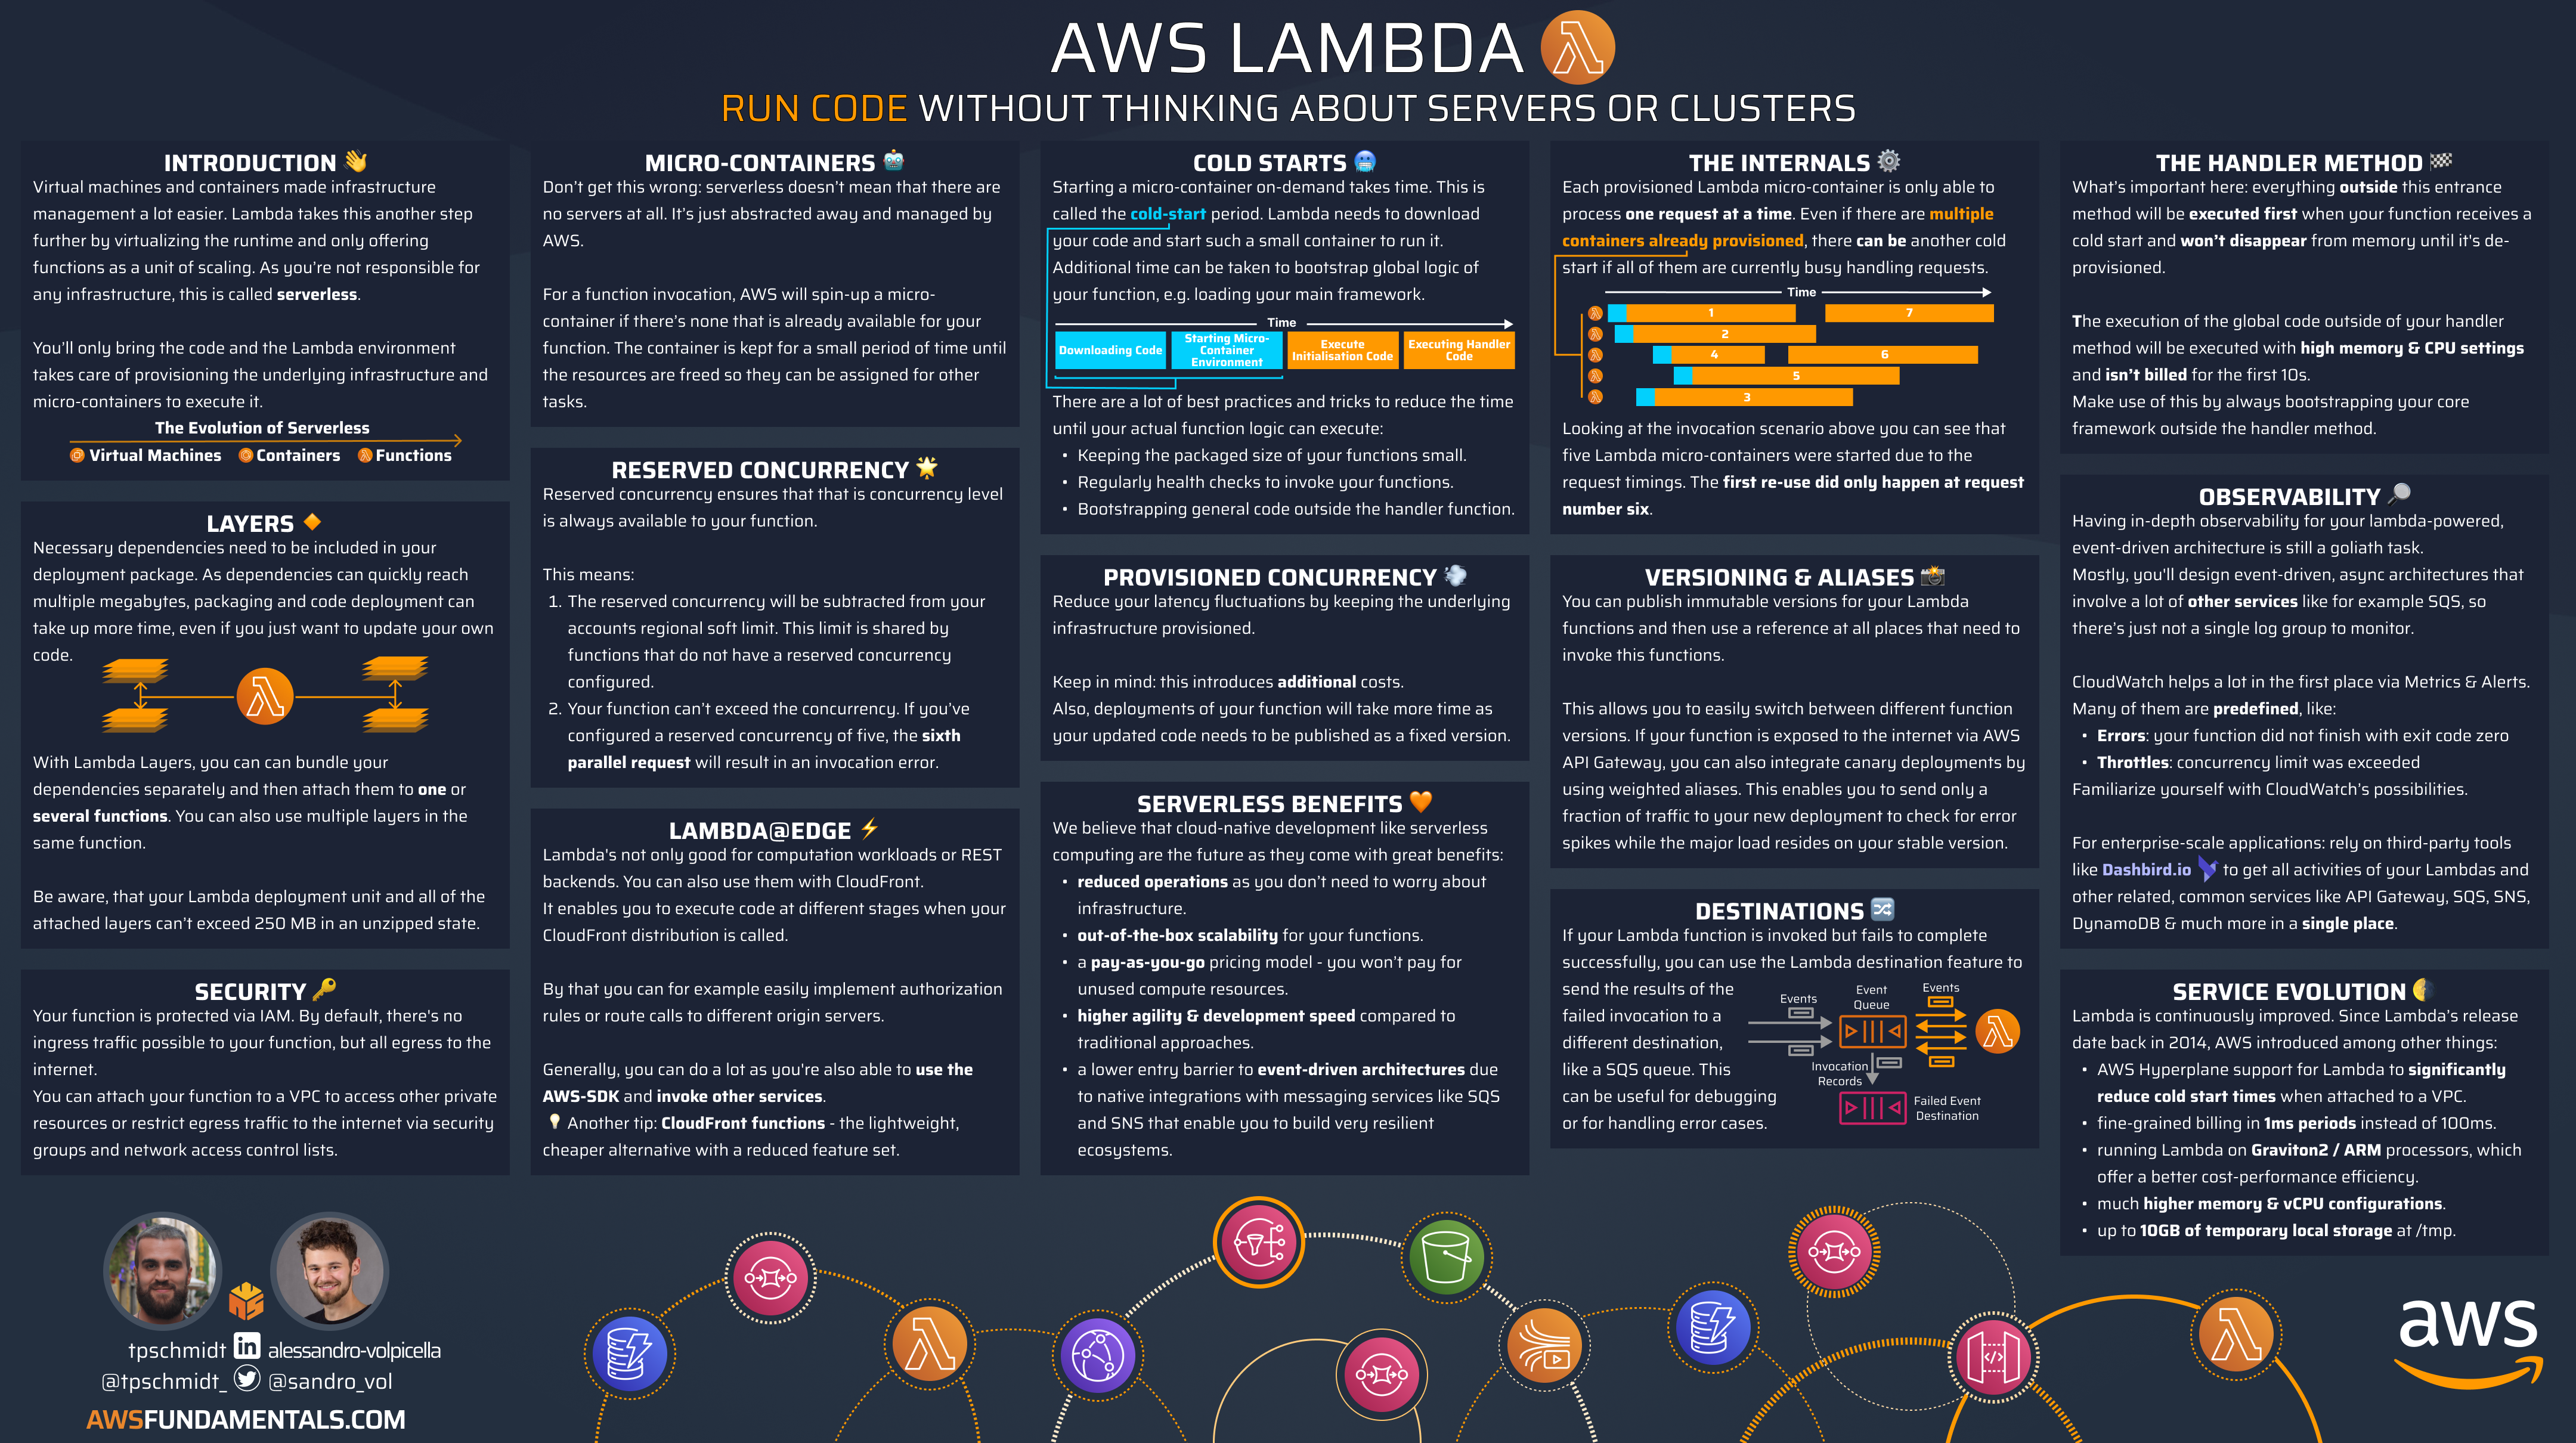 AWS LAMBDA
RUN CODE WITHOUT THINKING ABOUT SERVERS OR CLUSTERS
INTRODUCTION
Virtual machines and containers made infrastructure
management a lot easier. Lambda takes this another step
further by virtualizing the runtime and only offering
functions as a unit of scaling. As you're not responsible for
any infrastructure, this is called serverless.
You'll only bring the code and the Lambda environment
takes care of provisioning the underlying infrastructure and
micro-containers to execute it.
The Evolution of Serverless
Virtual Machines Containers Functions
LAYERS
Necessary dependencies need to be included in your
deployment package. As dependencies can quickly reach
multiple megabytes, packaging and code deployment can
take up more time, even if you just want to update your own
code.
With Lambda Layers, you can can bundle your
dependencies separately and then attach them to one or
several functions. You can also use multiple layers in the
same function.
Be aware, that your Lambda deployment unit and all of the
attached layers can't exceed 250 MB in an unzipped state.
SECURITY
Your function is protected via IAM. By default, there's no
ingress traffic possible to your function, but all egress to the
internet.
You can attach your function to a VPC to access other private
resources or restrict egress traffic to the internet via security
groups and network access control lists.
MICRO-CONTAINERS
Don't get this wrong: serverless doesn't mean that there are
no servers at all. It's just abstracted away and managed by
AWS.
For a function invocation, AWS will spin-up a micro-
container if there's none that is already available for your
function. The container is kept for a small period of time until
the resources are freed so they can be assigned for other
tasks.
RESERVED CONCURRENCY
Reserved concurrency ensures that that is concurrency level
is always available to your function.
This means:
1. The reserved concurrency will be subtracted from your
accounts regional soft limit. This limit is shared by
functions that do not have a reserved concurrency
configured.
2. Your function can't exceed the concurrency. If you've
configured a reserved concurrency of five, the sixth
parallel request will result in an invocation error.
LAMBDA@EDGE
Lambda's not only good for computation workloads or REST
backends. You can also use them with CloudFront.
It enables you to execute code at different stages when your
CloudFront distribution is called.
By that you can for example easily implement authorization
rules or route calls to different origin servers.
Generally, you can do a lot as you're also able to use the
AWS-SDK and invoke other services.
Another tip: CloudFront functions - the lightweight,
cheaper alternative with a reduced feature set.
COLD STARTS
Starting a micro-container on-demand takes time. This is
called the cold-start period. Lambda needs to download
your code and start such a small container to run it.
Additional time can be taken to bootstrap global logic of
your function, e.g. loading your main framework.
Time
Downloading Code
Starting Micro-
Container
Environment
Execute
Initialisation Code
Executing Handler
Code
There are a lot of best practices and tricks to reduce the time
until your actual function logic can execute:
• Keeping the packaged size of your functions small.
• Regularly health checks to invoke your functions.
• Bootstrapping general code outside the handler function.
PROVISIONED CONCURRENCY
Reduce your latency fluctuations by keeping the underlying
infrastructure provisioned.
Keep in mind: this introduces additional costs.
Also, deployments of your function will take more time as
your updated code needs to be published as a fixed version.
SERVERLESS BENEFITS
We believe that cloud-native development like serverless
computing are the future as they come with great benefits:
• reduced operations as you don't need to worry about
infrastructure.
• out-of-the-box scalability for your functions.
• a pay-as-you-go pricing model - you won't pay for
unused compute resources.
• higher agility & development speed compared to
traditional approaches.
• a lower entry barrier to event-driven architectures due
to native integrations with messaging services like SQS
and SNS that enable you to build very resilient
ecosystems.
THE INTERNALS
Each provisioned Lambda micro-container is only able to
process one request at a time. Even if there are multiple
containers already provisioned, there can be another cold
start if all of them are currently busy handling requests.
Time
1 7
2
4 6
5
3
Looking at the invocation scenario above you can see that
five Lambda micro-containers were started due to the
request timings. The first re-use did only happen at request
number six.
VERSIONING & ALIASES
You can publish immutable versions for your Lambda
functions and then use a reference at all places that need to
invoke this functions.
This allows you to easily switch between different function
versions. If your function is exposed to the internet via AWS
API Gateway, you can also integrate canary deployments by
using weighted aliases. This enables you to send only a
fraction of traffic to your new deployment to check for error
spikes while the major load resides on your stable version.
DESTINATIONS
If your Lambda function is invoked but fails to complete
successfully, you can use the Lambda destination feature to
send the results of the
failed invocation to a
different destination,
like a SQS queue. This
can be useful for debugging
or for handling error cases.
Events
Event
Queue
Events
Invocation
Records
Failed Event
Destination
THE HANDLER METHOD
What's important here: everything outside this entrance
method will be executed first when your function receives a
cold start and won't disappear from memory until it's de-
provisioned.
The execution of the global code outside of your handler
method will be executed with high memory & CPU settings
and isn't billed for the first 10s.
Make use of this by always bootstrapping your core
framework outside the handler method.
OBSERVABILITY
Having in-depth observability for your lambda-powered,
event-driven architecture is still a goliath task.
Mostly, you'll design event-driven, async architectures that
involve a lot of other services like for example SQS, so
there's just not a single log group to monitor.
CloudWatch helps a lot in the first place via Metrics & Alerts.
Many of them are predefined, like:
• Errors: your function did not finish with exit code zero
• Throttles: concurrency limit was exceeded
Familiarize yourself with CloudWatch's possibilities.
For enterprise-scale applications: rely on third-party tools
like Dashbird.io to get all activities of your Lambdas and
other related, common services like API Gateway, SQS, SNS,
DynamoDB & much more in a single place.
SERVICE EVOLUTION
Lambda is continuously improved. Since Lambda's release
date back in 2014, AWS introduced among other things:
• AWS Hyperplane support for Lambda to significantly
reduce cold start times when attached to a VPC.
• fine-grained billing in 1ms periods instead of 100ms.
• running Lambda on Graviton2 / ARM processors, which
offer a better cost-performance efficiency.
• much higher memory & vCPU configurations.
• up to 10GB of temporary local storage at /tmp.
tpschmidt in alessandro-volpicella
@tpschmidt_ @sandro_vol
AWSFUNDAMENTALS.COM
aws